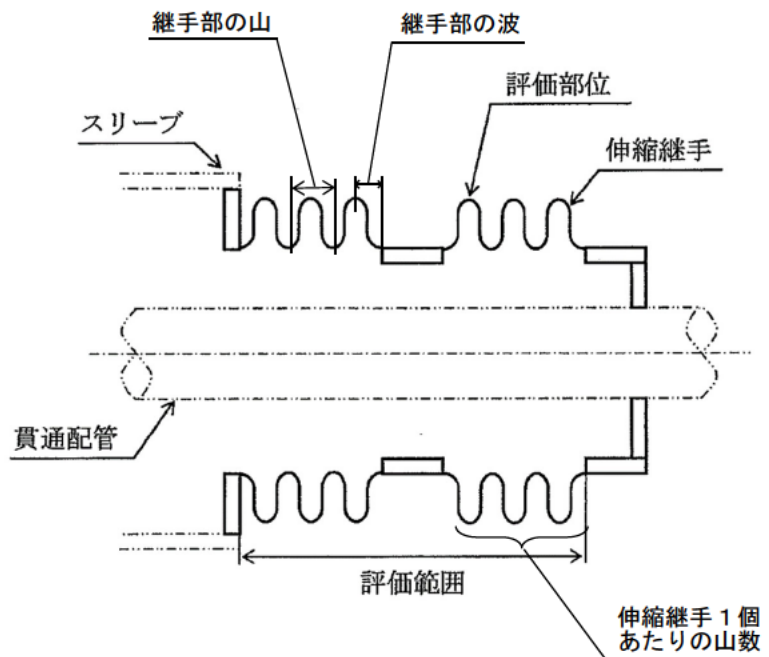 継手部の山
継手部の波
評価部位
スリーブ
伸縮継手
貫通配管
評価範囲
伸縮継手１個
あたりの山数